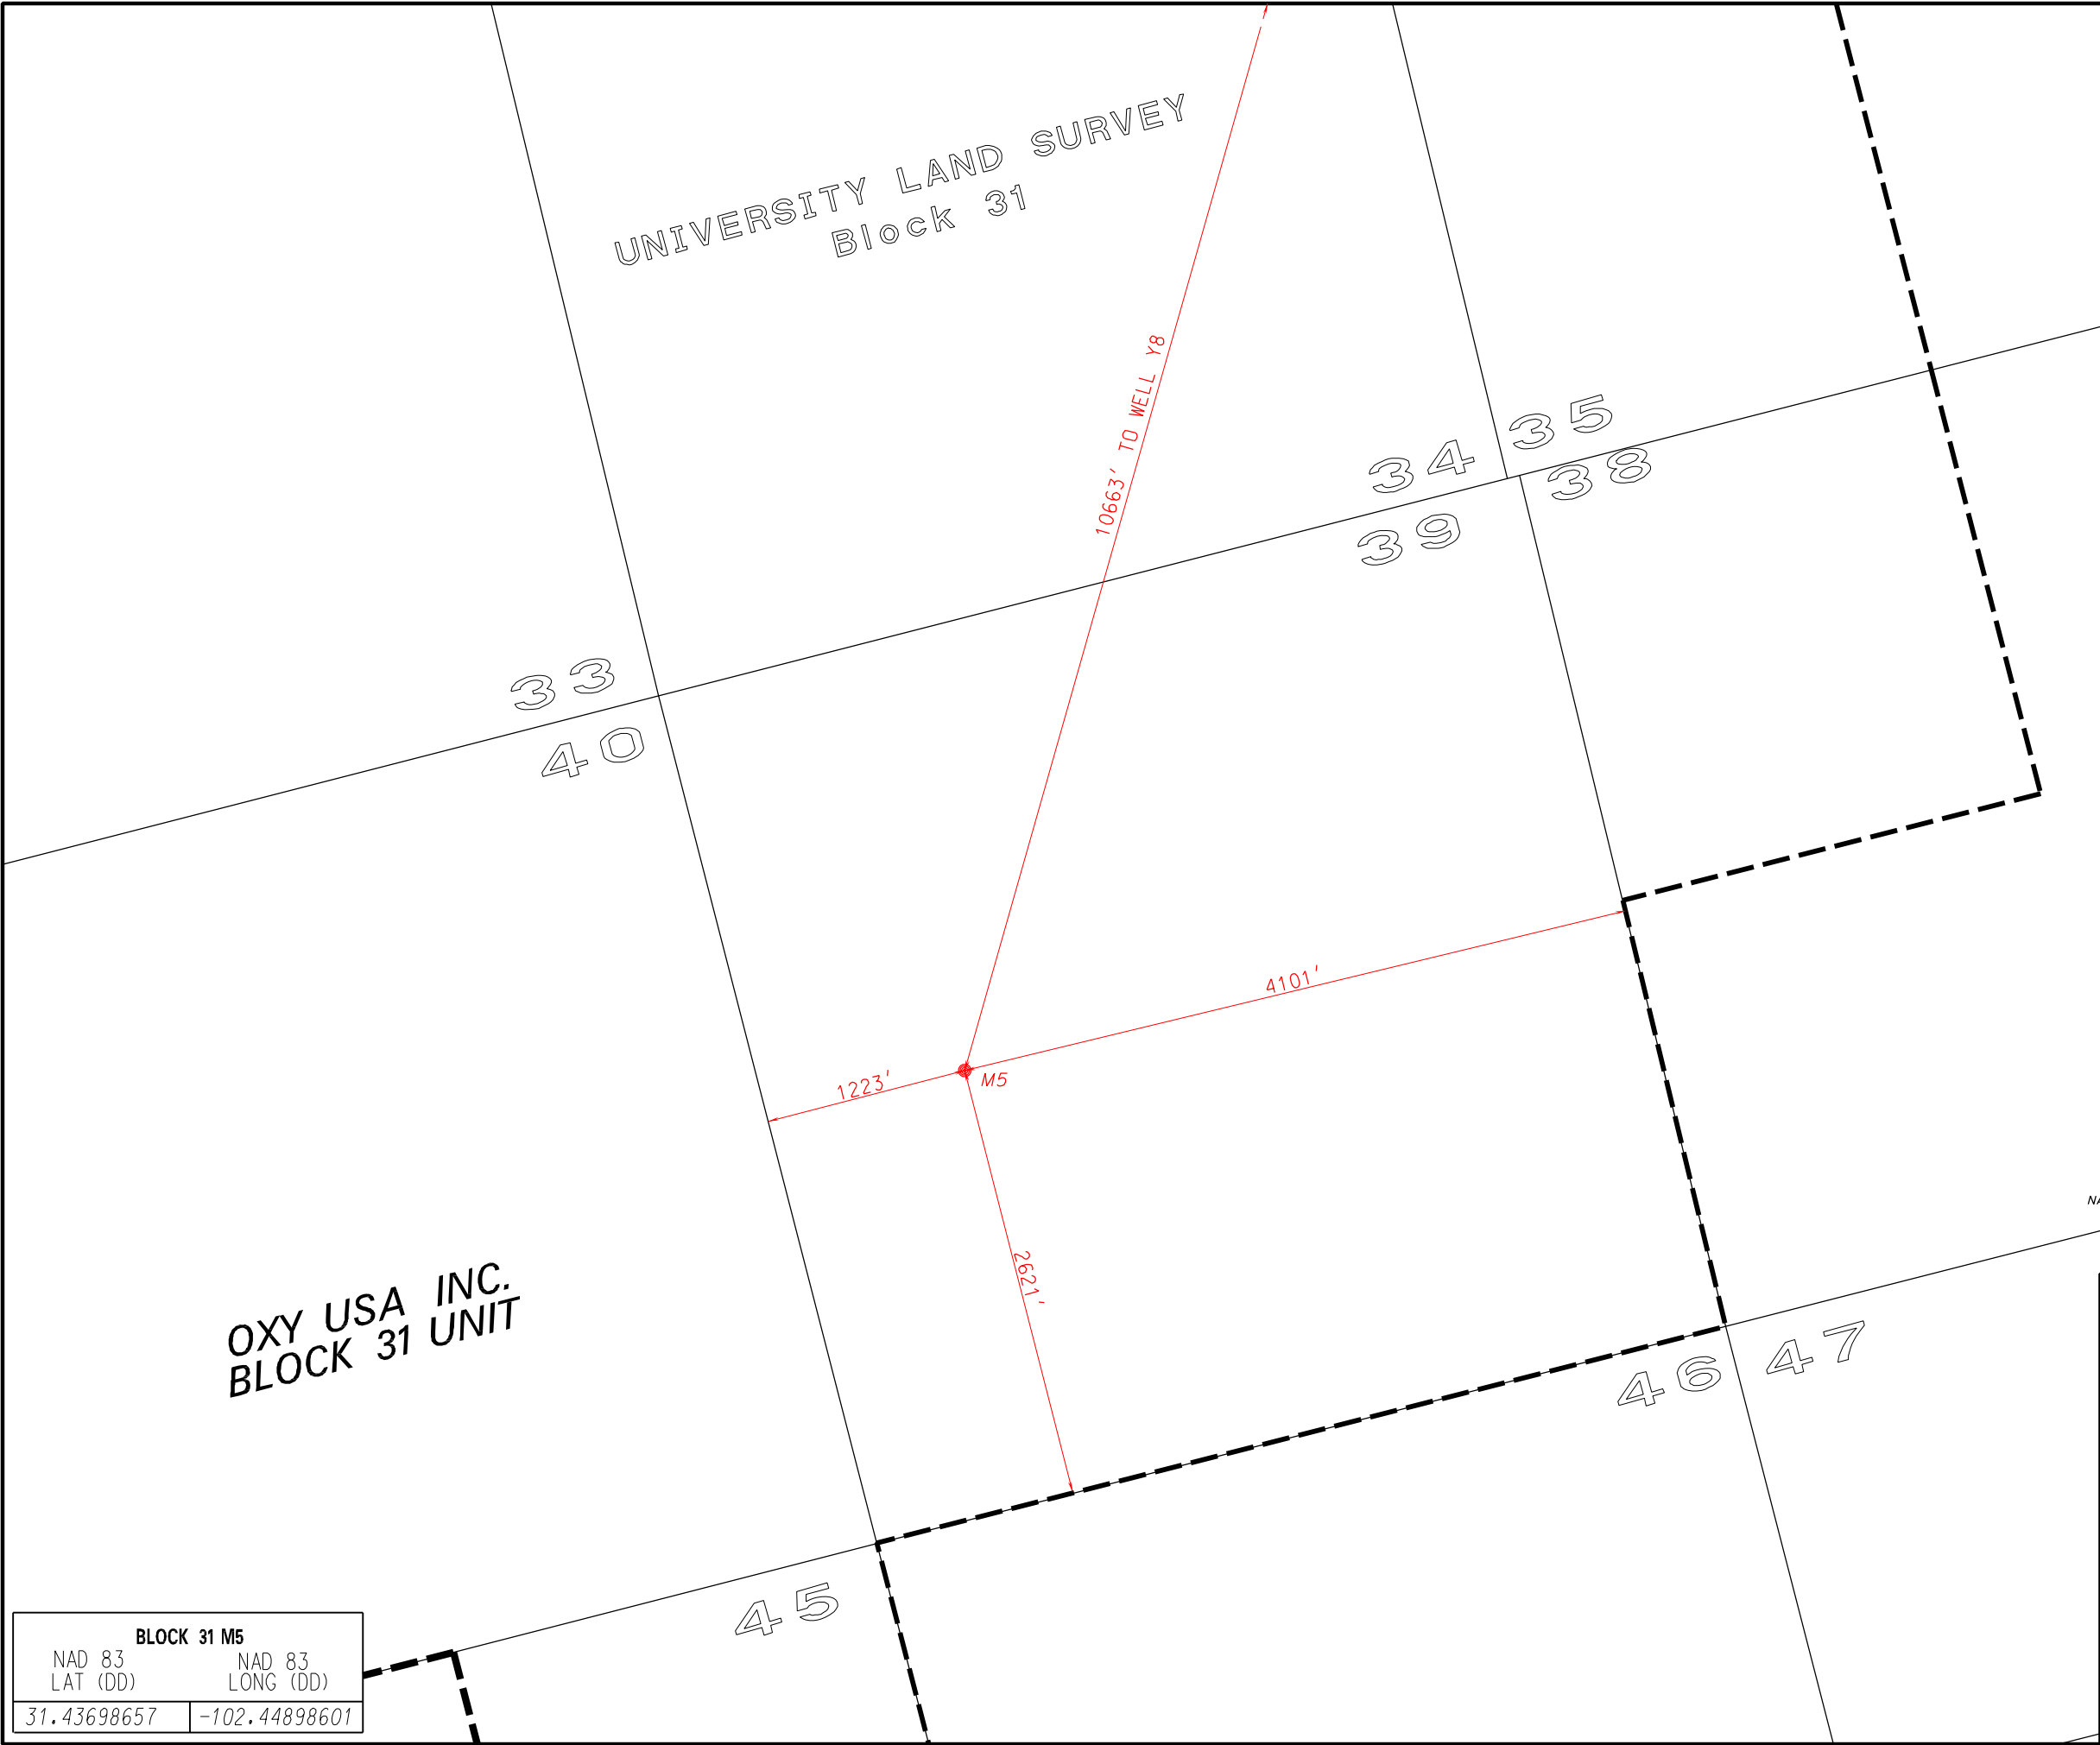 UNIVERSITY LAND SURVEY
Block 31
10663' TO WELL Y8
34 35
39 38
33
40
4101'
1223'
M5
2621'
OXY USA INC.
BLOCK 31 UNIT
46 47
45
BLOCK 31 M5
NAD 83 NAD 83
LAT (DD) LONG (DD)
31.43698657 -102.44898601